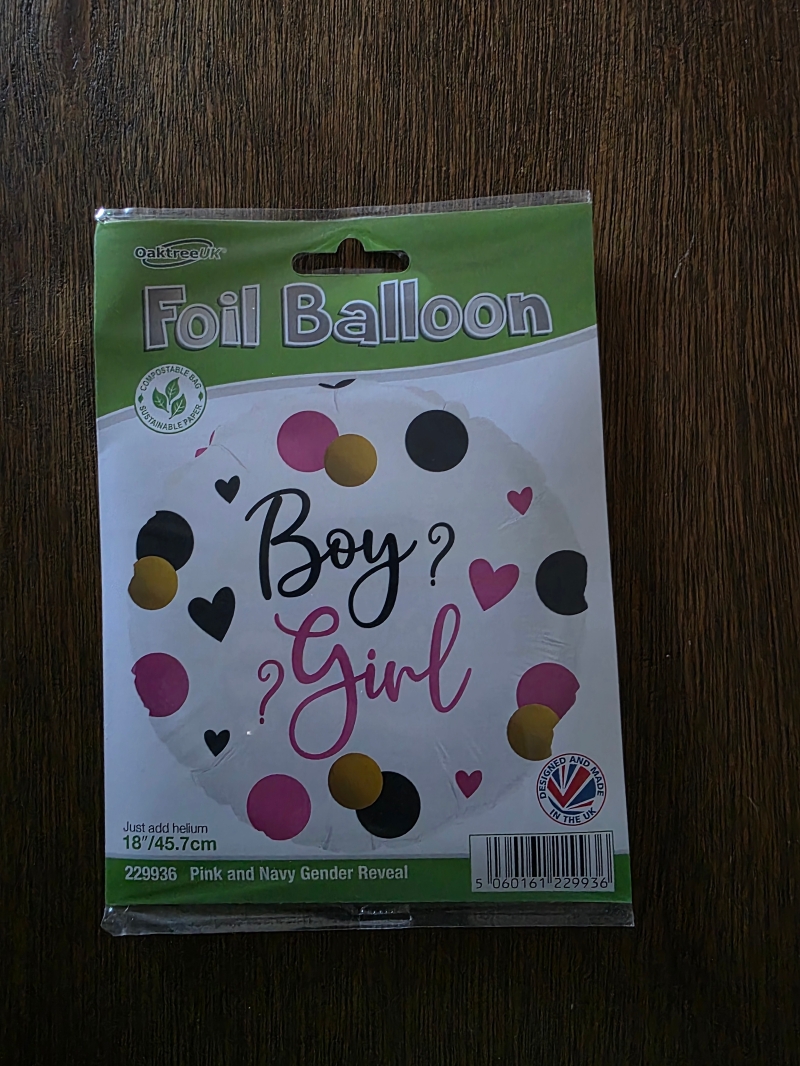 OaktreeUK®
Foil Balloon
COMPOSTABLE BAG
SUSTAINABLE PAPER
Boy?
?Girl
DESIGNED AND MADE
IN THE UK
Just add helium
18"/45.7cm
229936 Pink and Navy Gender Reveal
5 060161 229936